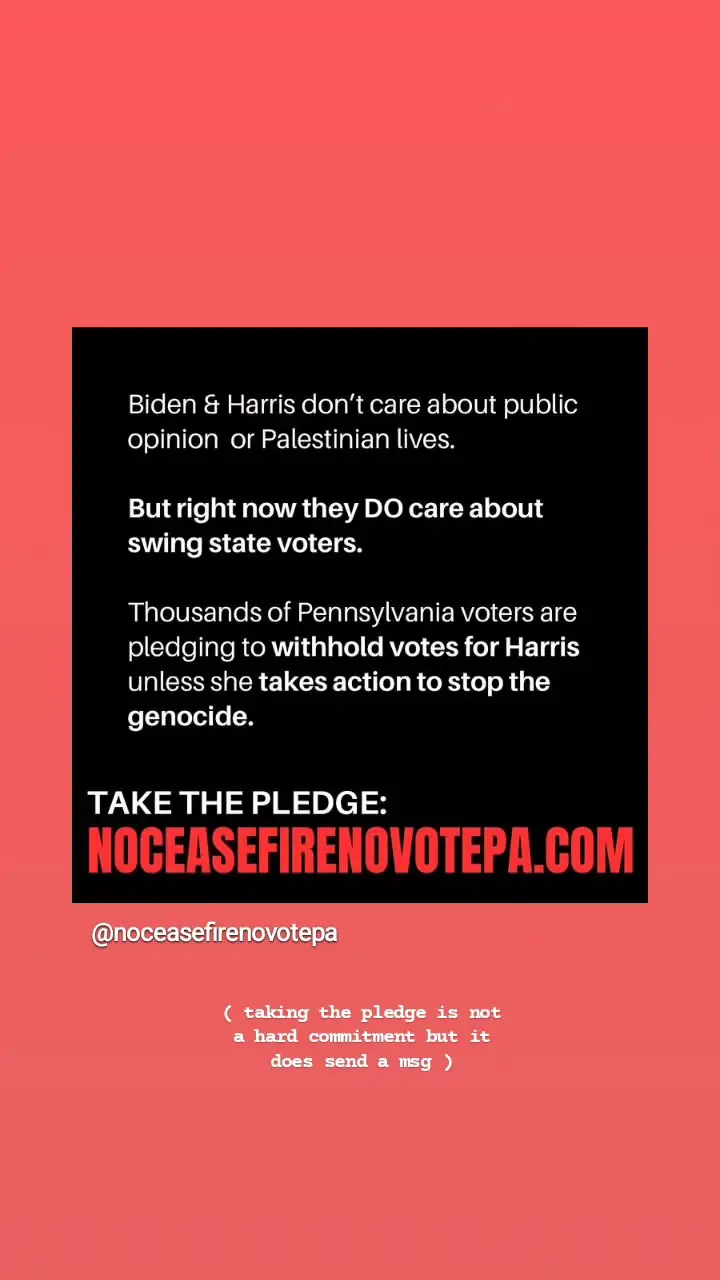 Biden & Harris don't care about public
opinion  or Palestinian lives.
But right now they DO care about
swing state voters.
Thousands of Pennsylvania voters are
pledging to withhold votes for Harris
unless she takes action to stop the
genocide.
TAKE THE PLEDGE:
NOCEASEFIRENOVOTEPA.COM
@noceasefirenovotepa
( taking the pledge is not
a hard commitment but it
does send a msg )